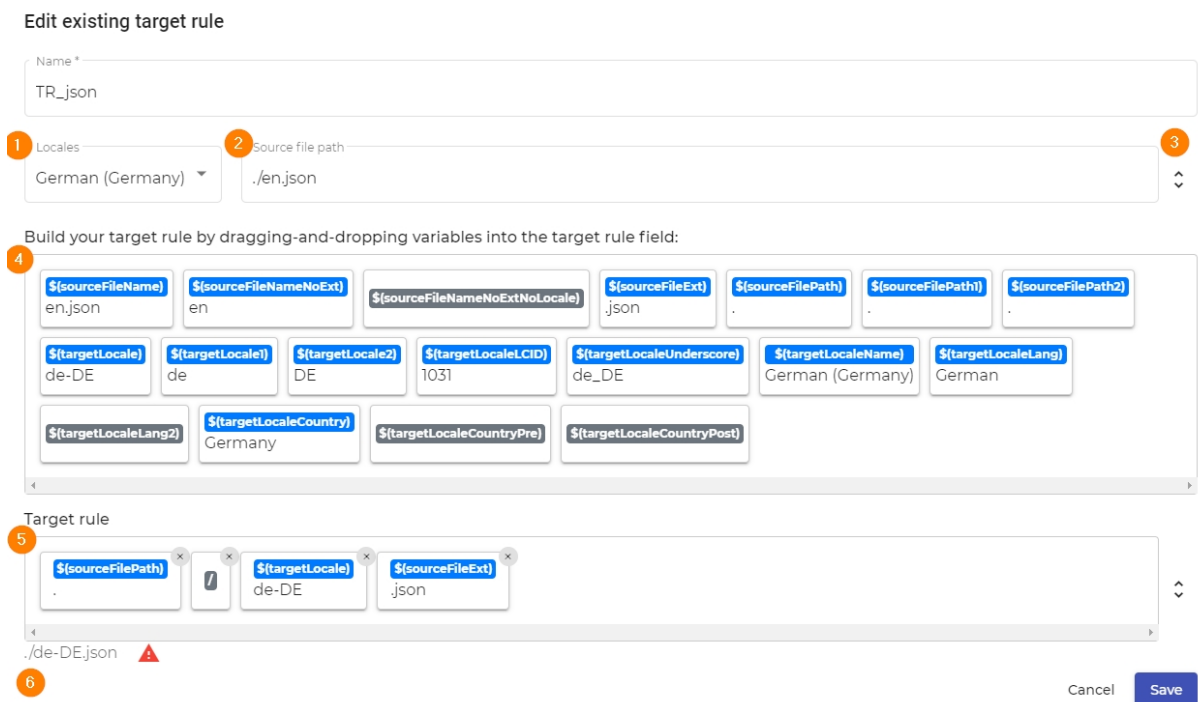 Edit existing target rule
Name *
TR_json
1 Locales 2 Source file path 3
German (Germany) ./en.json
Build your target rule by dragging-and-dropping variables into the target rule field:
4
$(sourceFileName) $(sourceFileNameNoExt) $(sourceFileNameNoExtNoLocale) $(sourceFileExt) $(sourceFilePath) $(sourceFilePath1) $(sourceFilePath2)
en.json en .json . . .
$(targetLocale) $(targetLocale1) $(targetLocale2) $(targetLocaleLCID) $(targetLocaleUnderscore) $(targetLocaleName) $(targetLocaleLang)
de-DE de DE 1031 de_DE German (Germany) German
$(targetLocaleLang2) $(targetLocaleCountry) $(targetLocaleCountryPre) $(targetLocaleCountryPost)
Germany
Target rule
5
$(sourceFilePath) / $(targetLocale) $(sourceFileExt)
. de-DE .json
./de-DE.json
6
Cancel Save